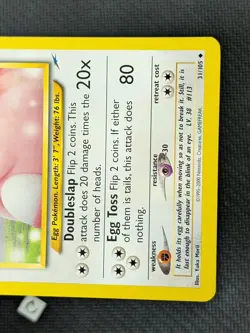 Egg Pokémon. Length: 3' 7", Weight: 76 lbs.
Doubleslap Flip 2 coins. This
attack does 20 damage times the
number of heads.
20x
Egg Toss Flip 2 coins. If either
of them is tails, this attack does
nothing.
80
weakness
resistance
-30
retreat cost
It holds its egg carefully when moving so as not to break it. Still, it is
fast enough to disappear in the blink of an eye. LV. 38 #113
Illus.
©1995, 2000 Nintendo, Creatures, GAMEFREAK.
31/105